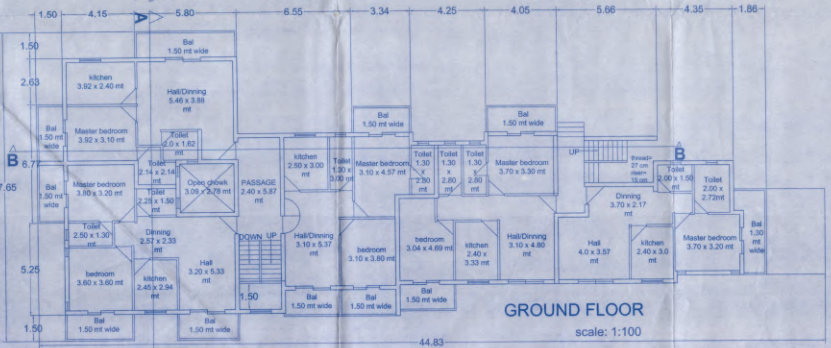 1.50 4.15 5.80 6.55 3.34 4.25 4.05 5.66 4.35 1.86
A
1.50
2.63
6.77
7.65
5.25
1.50
B
B
Bal
1.50 mt wide
kitchen
3.92 x 2.40 mt
Hall/Dinning
5.46 x 3.88
mt
Bal
1.50 mt
wide
Master bedroom
3.92 x 3.10 mt
Toilet
2.0 x 1.62
mt
Toilet
2.14 x 2.14
mt
Open chowk
3.09 x 2.78 mt
PASSAGE
2.40 x 5.87
mt
Bal
1.50 mt
wide
Master bedroom
3.80 x 3.20 mt
Toilet
2.25 x 1.50
mt
Toilet
2.50 x 1.30
mt
Dinning
2.57 x 2.33
mt
Hall
3.20 x 5.33
mt
DOWN UP
1.50
bedroom
3.60 x 3.60 mt
kitchen
2.45 x 2.94
mt
Bal
1.50 mt wide
Bal
1.50 mt wide
kitchen
2.50 x 3.00
mt
Toilet
1.30 x
3.00 mt
Bal
1.50 mt wide
Master bedroom
3.10 x 4.57 mt
Hall/Dinning
3.10 x 5.37
mt
bedroom
3.10 x 3.80 mt
Bal
1.50 mt wide
Bal
1.50 mt wide
Toilet
1.30
x
2.80
mt
Toilet
1.30
x
2.80
mt
Toilet
1.30
x
2.80
mt
Bal
1.50 mt wide
Master bedroom
3.70 x 3.30 mt
bedroom
3.04 x 4.69 mt
kitchen
2.40 x
3.33 mt
Hall/Dinning
3.10 x 4.80
mt
Bal
1.50 mt wide
UP
27 cm
Toilet
2.00 x 1.50
mt
Toilet
2.00 x
2.72mt
Dinning
3.70 x 2.17
mt
Hall
4.0 x 3.57
mt
kitchen
2.40 x 3.0
mt
Master bedroom
3.70 x 3.20 mt
Bal
1.30
mt
wide
GROUND FLOOR
scale: 1:100
44.83